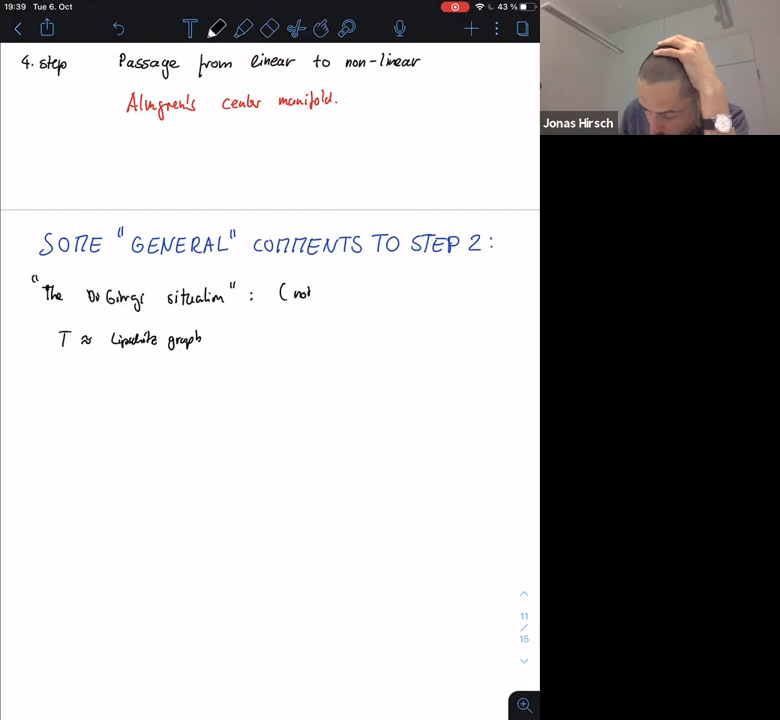 19:39 Tue 6. Oct
43 %
4. step Passage from linear to non-linear
Almgren's center manifold.
SOME "GENERAL" COMMENTS TO STEP 2:
"The De Giorgi situation" : ( not
T ≈ Lipschitz graph
11
/
15
Jonas Hirsch